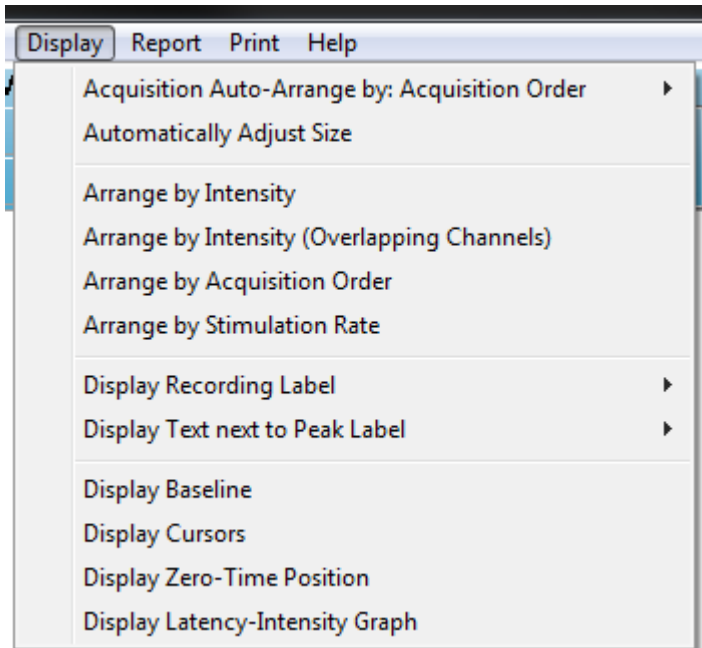 Display Report Print Help
Acquisition Auto-Arrange by: Acquisition Order
Automatically Adjust Size
Arrange by Intensity
Arrange by Intensity (Overlapping Channels)
Arrange by Acquisition Order
Arrange by Stimulation Rate
Display Recording Label
Display Text next to Peak Label
Display Baseline
Display Cursors
Display Zero-Time Position
Display Latency-Intensity Graph